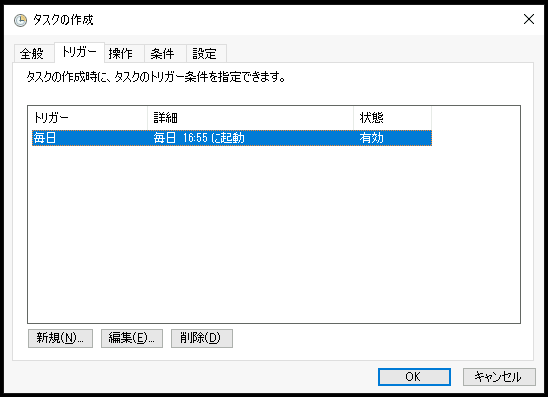 タスクの作成
全般 トリガー 操作 条件 設定
タスクの作成時に、タスクのトリガー条件を指定できます。
トリガー 詳細 状態
毎日 毎日 16:55 に起動 有効
新規(N)... 編集(E)... 削除(D)
OK キャンセル